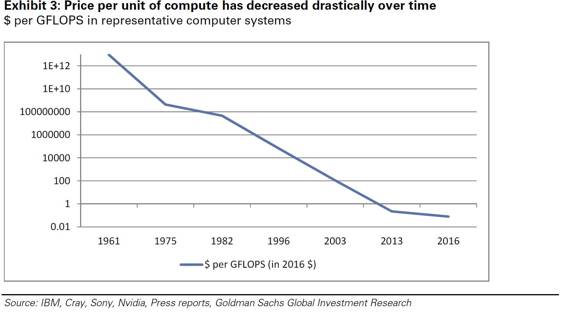 Exhibit 3: Price per unit of compute has decreased drastically over time
$ per GFLOPS in representative computer systems
1E+12
1E+10
100000000
1000000
10000
100
1
0.01
1961 1975 1982 1996 2003 2013 2016
$ per GFLOPS (in 2016 $)
Source: IBM, Cray, Sony, Nvidia, Press reports, Goldman Sachs Global Investment Research